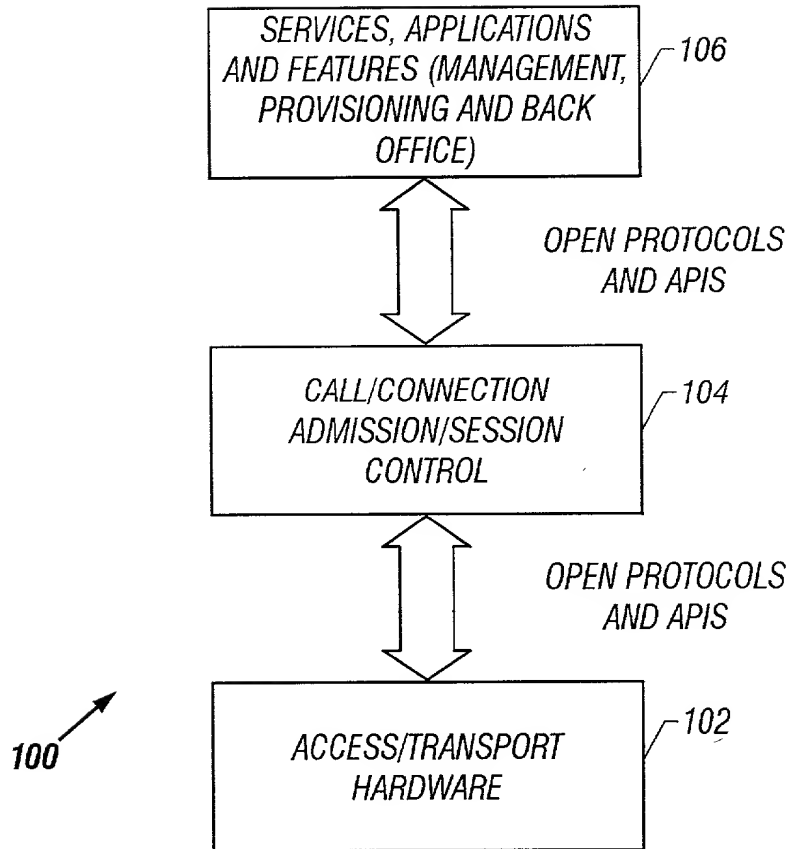 SERVICES, APPLICATIONS
AND FEATURES (MANAGEMENT,
PROVISIONING AND BACK
OFFICE)
106
OPEN PROTOCOLS
AND APIS
CALL/CONNECTION
ADMISSION/SESSION
CONTROL
104
OPEN PROTOCOLS
AND APIS
ACCESS/TRANSPORT
HARDWARE
102
100